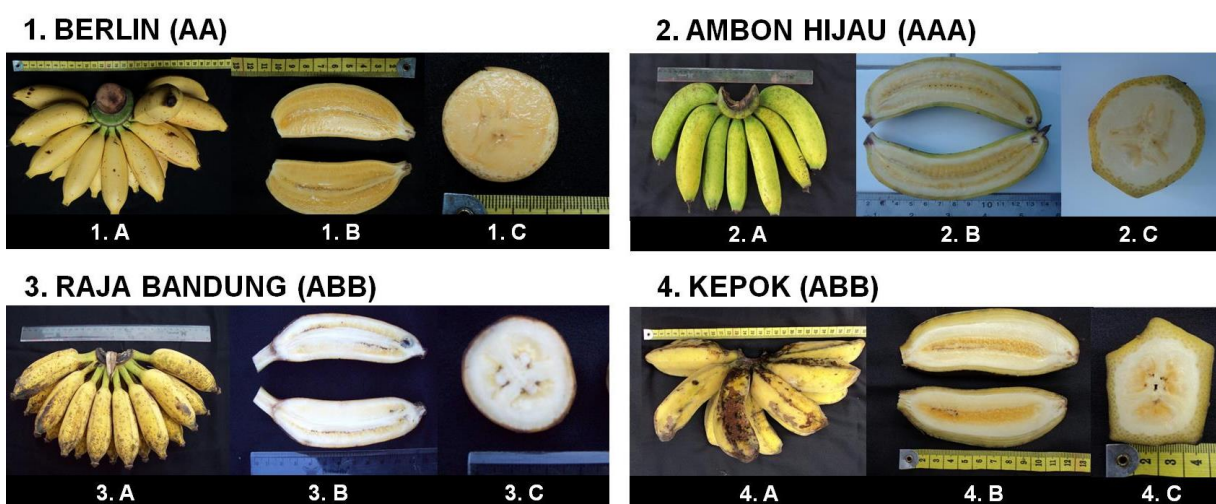 1. BERLIN (AA)
2. AMBON HIJAU (AAA)
1. A
1. B
1. C
2. A
2. B
2. C
3. RAJA BANDUNG (ABB)
4. KEPOK (ABB)
3. A
3. B
3. C
4. A
4. B
4. C